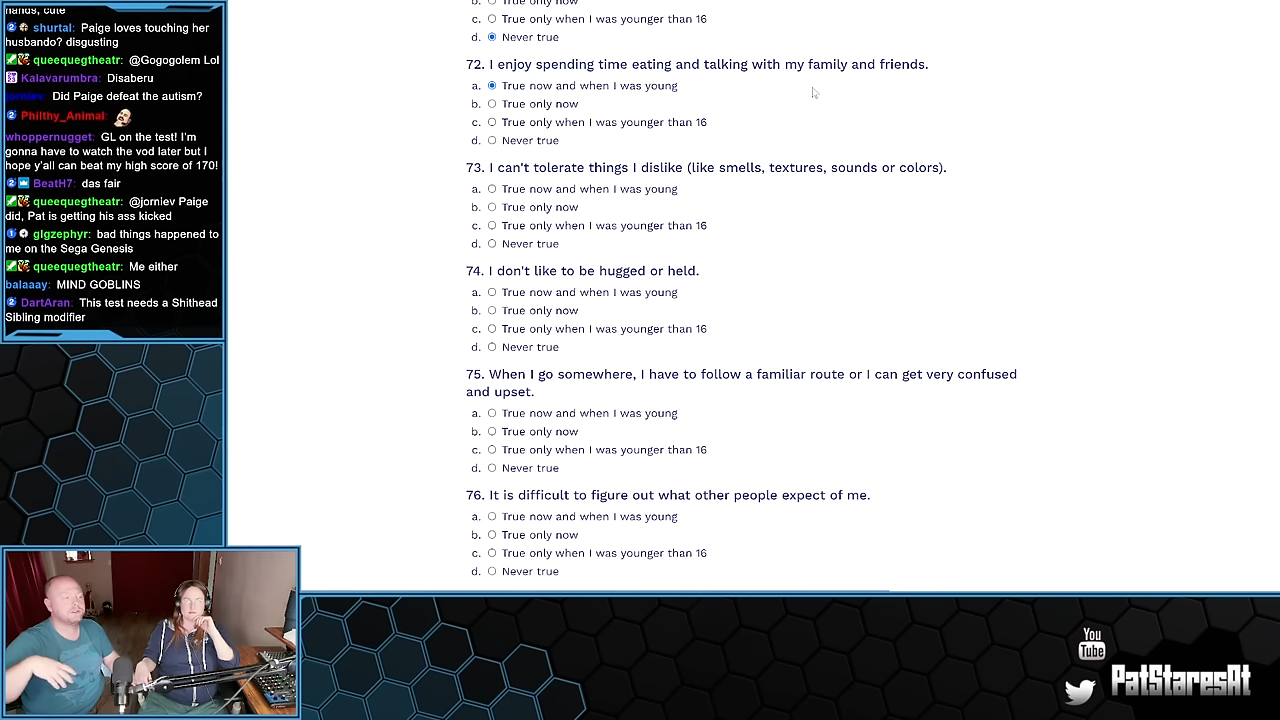 hands, cute
shurtal: Paige loves touching her
husbando? disgusting
queequegtheatr: @Gogogolem Lol
Kalavarumbra: Disaberu
jorniev: Did Paige defeat the autism?
Philthy_Animal:
whoppernugget: GL on the test! I'm
gonna have to watch the vod later but I
hope y'all can beat my high score of 170!
BeatH7: das fair
queequegtheatr: @jorniev Paige
did, Pat is getting his ass kicked
glgzephyr: bad things happened to
me on the Sega Genesis
queequegtheatr: Me either
balaaay: MIND GOBLINS
DartAran: This test needs a Shithead
Sibling modifier
b. True only now
c. True only when I was younger than 16
d. Never true
72. I enjoy spending time eating and talking with my family and friends.
a. True now and when I was young
b. True only now
c. True only when I was younger than 16
d. Never true
73. I can't tolerate things I dislike (like smells, textures, sounds or colors).
a. True now and when I was young
b. True only now
c. True only when I was younger than 16
d. Never true
74. I don't like to be hugged or held.
a. True now and when I was young
b. True only now
c. True only when I was younger than 16
d. Never true
75. When I go somewhere, I have to follow a familiar route or I can get very confused
and upset.
a. True now and when I was young
b. True only now
c. True only when I was younger than 16
d. Never true
76. It is difficult to figure out what other people expect of me.
a. True now and when I was young
b. True only now
c. True only when I was younger than 16
d. Never true
You
Tube
PatStaresAt